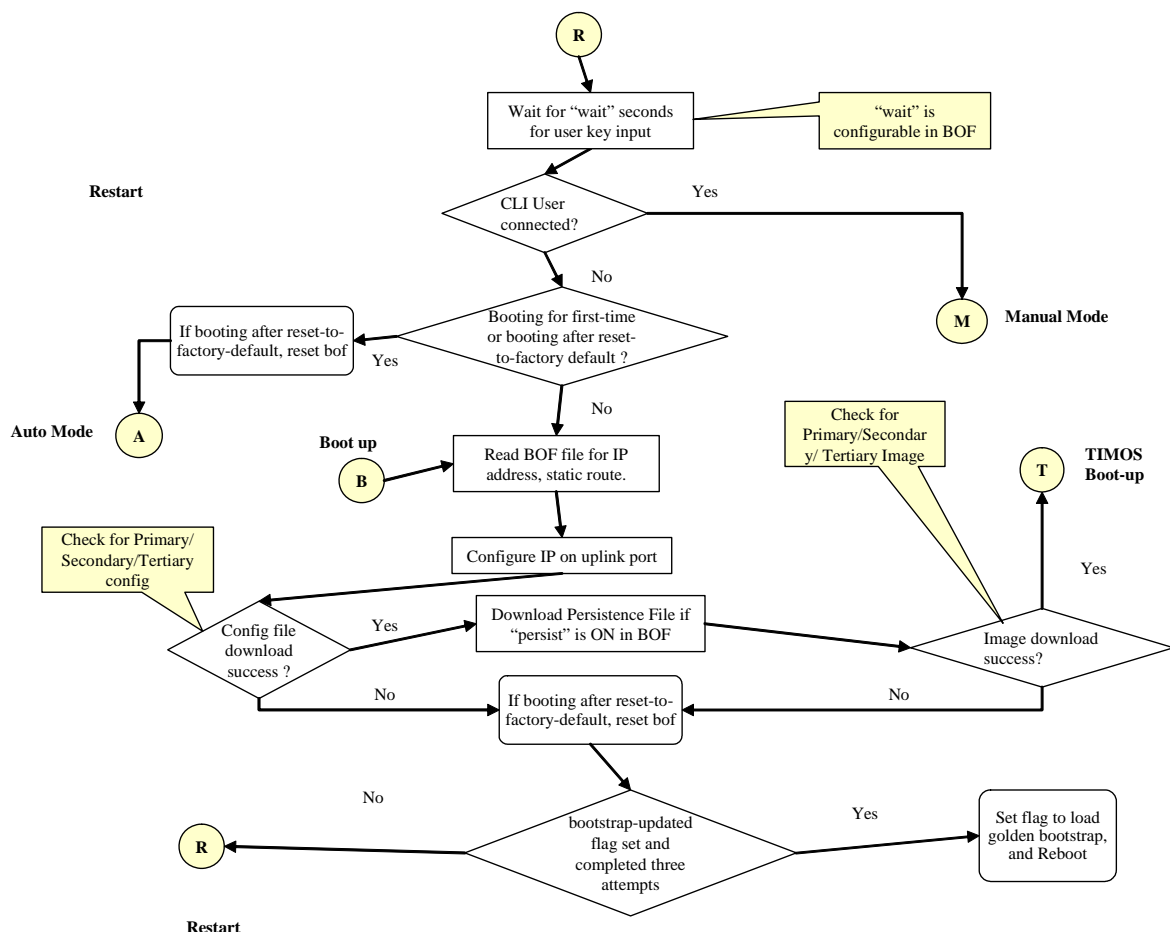 R
Wait for “wait” seconds
for user key input
“wait” is
configurable in BOF
Restart
Yes
CLI User
connected?
No
M
Manual Mode
If booting after reset-to-
factory-default, reset bof
Yes
Booting for first-time
or booting after reset-
to-factory default ?
No
Auto Mode
A
Boot up
B
Read BOF file for IP
address, static route.
Check for
Primary/Secondar
y/ Tertiary Image
T
TIMOS
Boot-up
Check for Primary/
Secondary/Tertiary
config
Configure IP on uplink port
Yes
Config file
download
success ?
Yes
Download Persistence File if
“persist” is ON in BOF
Image download
success?
No
If booting after reset-to-
factory-default, reset bof
No
No
Yes
R
bootstrap-updated
flag set and
completed three
attempts
Set flag to load
golden bootstrap,
and Reboot
Restart